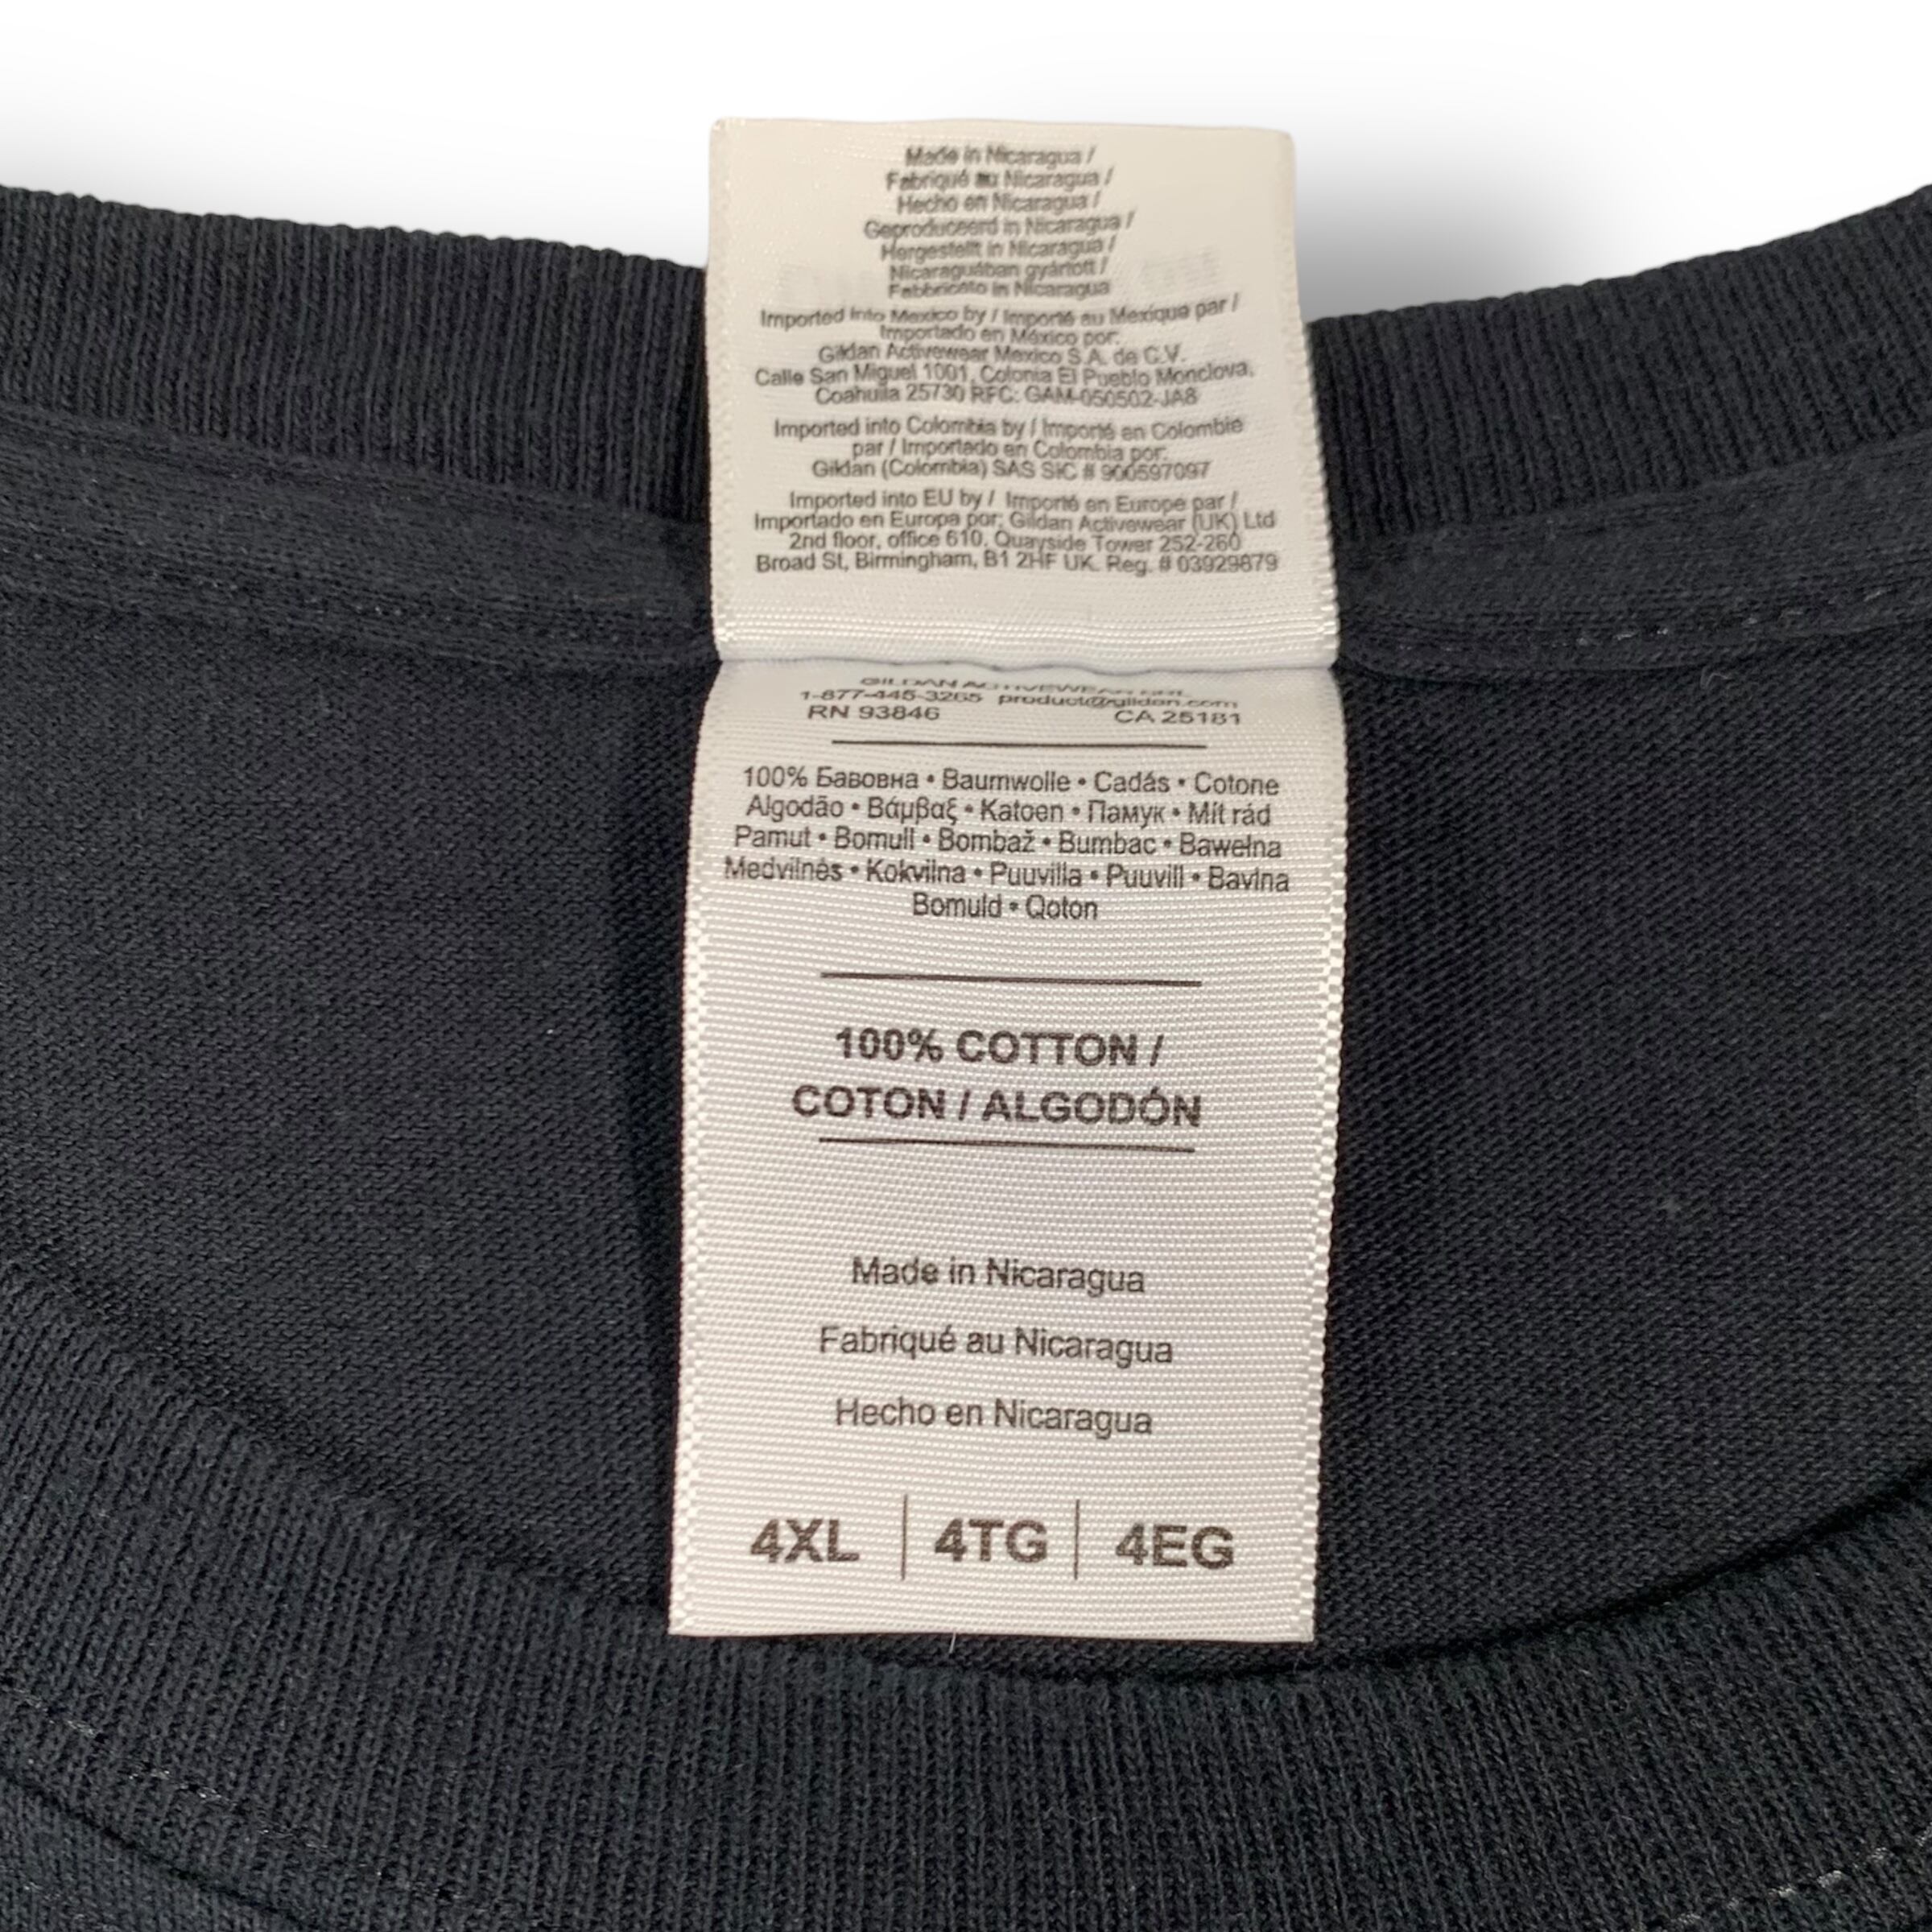 Made in Nicaragua /
Fabriqué au Nicaragua /
Hecho en Nicaragua /
Geproduceerd in Nicaragua /
Hergestellt in Nicaragua /
Nicaraguában gyártott /
Fabbricato in Nicaragua
Imported into Mexico by / Importé au Mexique par /
Importado en México por:
Gildan Activewear Mexico S.A. de C.V.
Calle San Miguel 1001, Colonia El Pueblo Monclova,
Coahuila 25730 RFC: GAM-050502-JA8
Imported into Colombia by / Importé en Colombie
par / Importado en Colombia por:
Gildan (Colombia) SAS SIC # 900597097
Imported into EU by / Importé en Europe par /
Importado en Europa por: Gildan Activewear (UK) Ltd
2nd floor, office 610, Quayside Tower 252-260
Broad St, Birmingham, B1 2HF UK. Reg. # 03929879
GILDAN ACTIVEWEAR SRL
1-877-445-3265 product@gildan.com
RN 93846 CA 25181
100% Бавовна • Baumwolle • Cadás • Cotone
Algodão • Βάμβαξ • Katoen • Памук • Mít rád
Pamut • Bomull • Bombaž • Bumbac • Bawełna
Medvilnės • Kokvilna • Puuvilla • Puuvill • Bavlna
Bomuld • Qoton
100% COTTON /
COTON / ALGODÓN
Made in Nicaragua
Fabriqué au Nicaragua
Hecho en Nicaragua
4XL | 4TG | 4EG